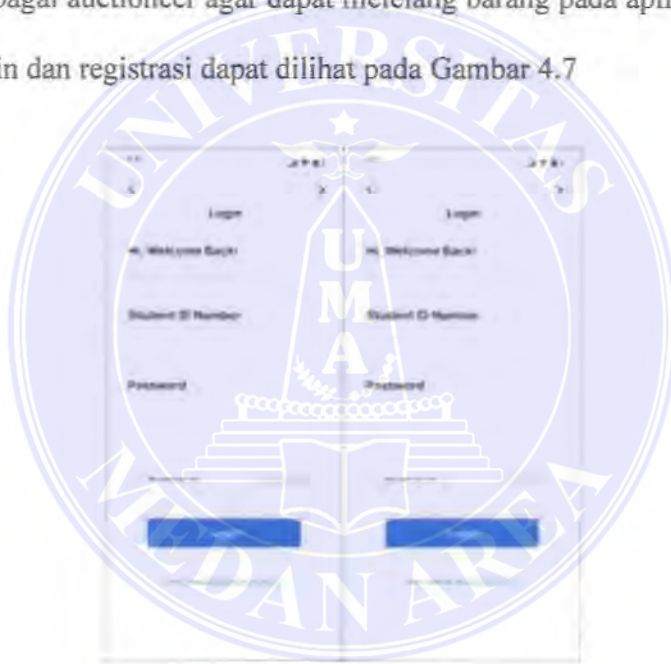 bagai auctioneer agar dapat melelang barang pada
in dan registrasi dapat dilihat pada Gambar 4.7
UNIVERSITAS
Login Login
Hi, Welcome Back! Hi, Welcome Back!
UMA
Student ID Number Student ID Number
Password Password
MEDAN AREA